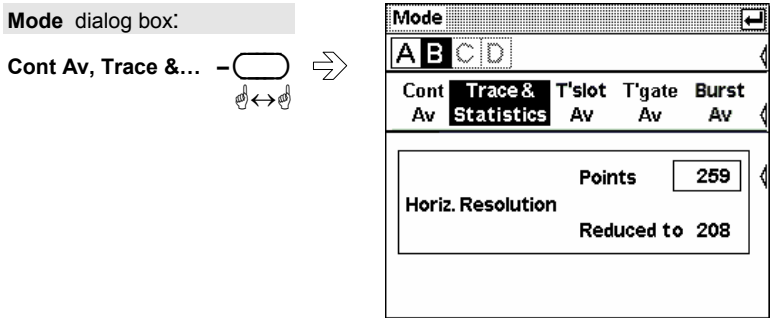 Mode dialog box:
Cont Av, Trace &... –
Mode
A B C D
Cont Av Trace & Statistics T'slot Av T'gate Av Burst Av
Points 259
Horiz. Resolution
Reduced to 208